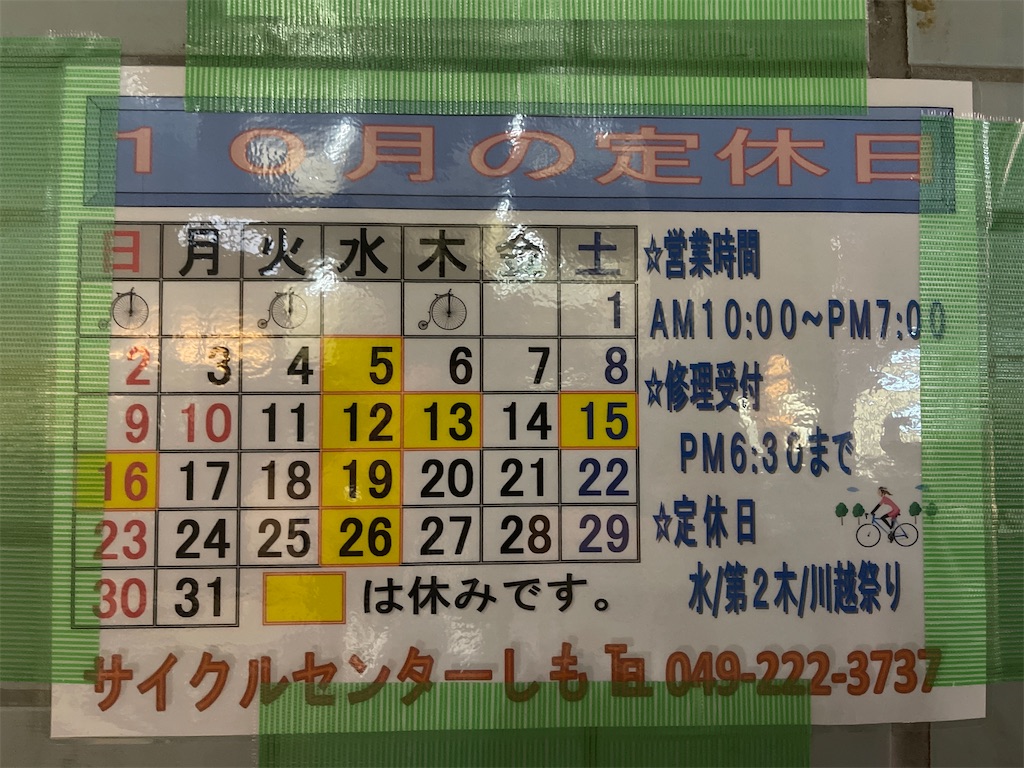 10月の定休日
日 月 火 水 木 金 土
1
2 3 4 5 6 7 8
9 10 11 12 13 14 15
16 17 18 19 20 21 22
23 24 25 26 27 28 29
30 31 は休みです。
☆営業時間
AM10:00~PM7:00
☆修理受付
PM6:30まで
☆定休日
水/第2木/川越祭り
サイクルセンターしも ℡ 049-222-3737